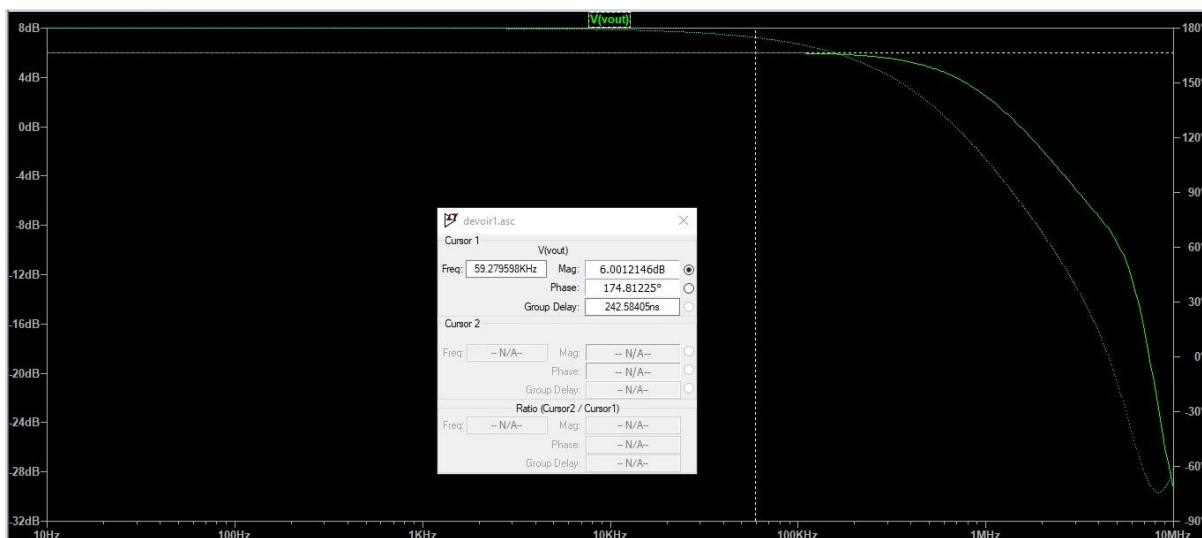 V(vout)
8dB
4dB
0dB
-4dB
-8dB
-12dB
-16dB
-20dB
-24dB
-28dB
-32dB
180°
150°
120°
90°
60°
30°
0°
-30°
-60°
-90°
10Hz
100Hz
1KHz
10KHz
100KHz
1MHz
10MHz
devoir1.asc
Cursor 1
V(vout)
Freq: 59.279598KHz Mag: 6.0012146dB
Phase: 174.81225°
Group Delay: 242.58405ns
Cursor 2
Freq: -- N/A-- Mag: -- N/A--
Phase: -- N/A--
Group Delay: -- N/A--
Ratio (Cursor2 / Cursor1)
Freq: -- N/A-- Mag: -- N/A--
Phase: -- N/A--
Group Delay: -- N/A--